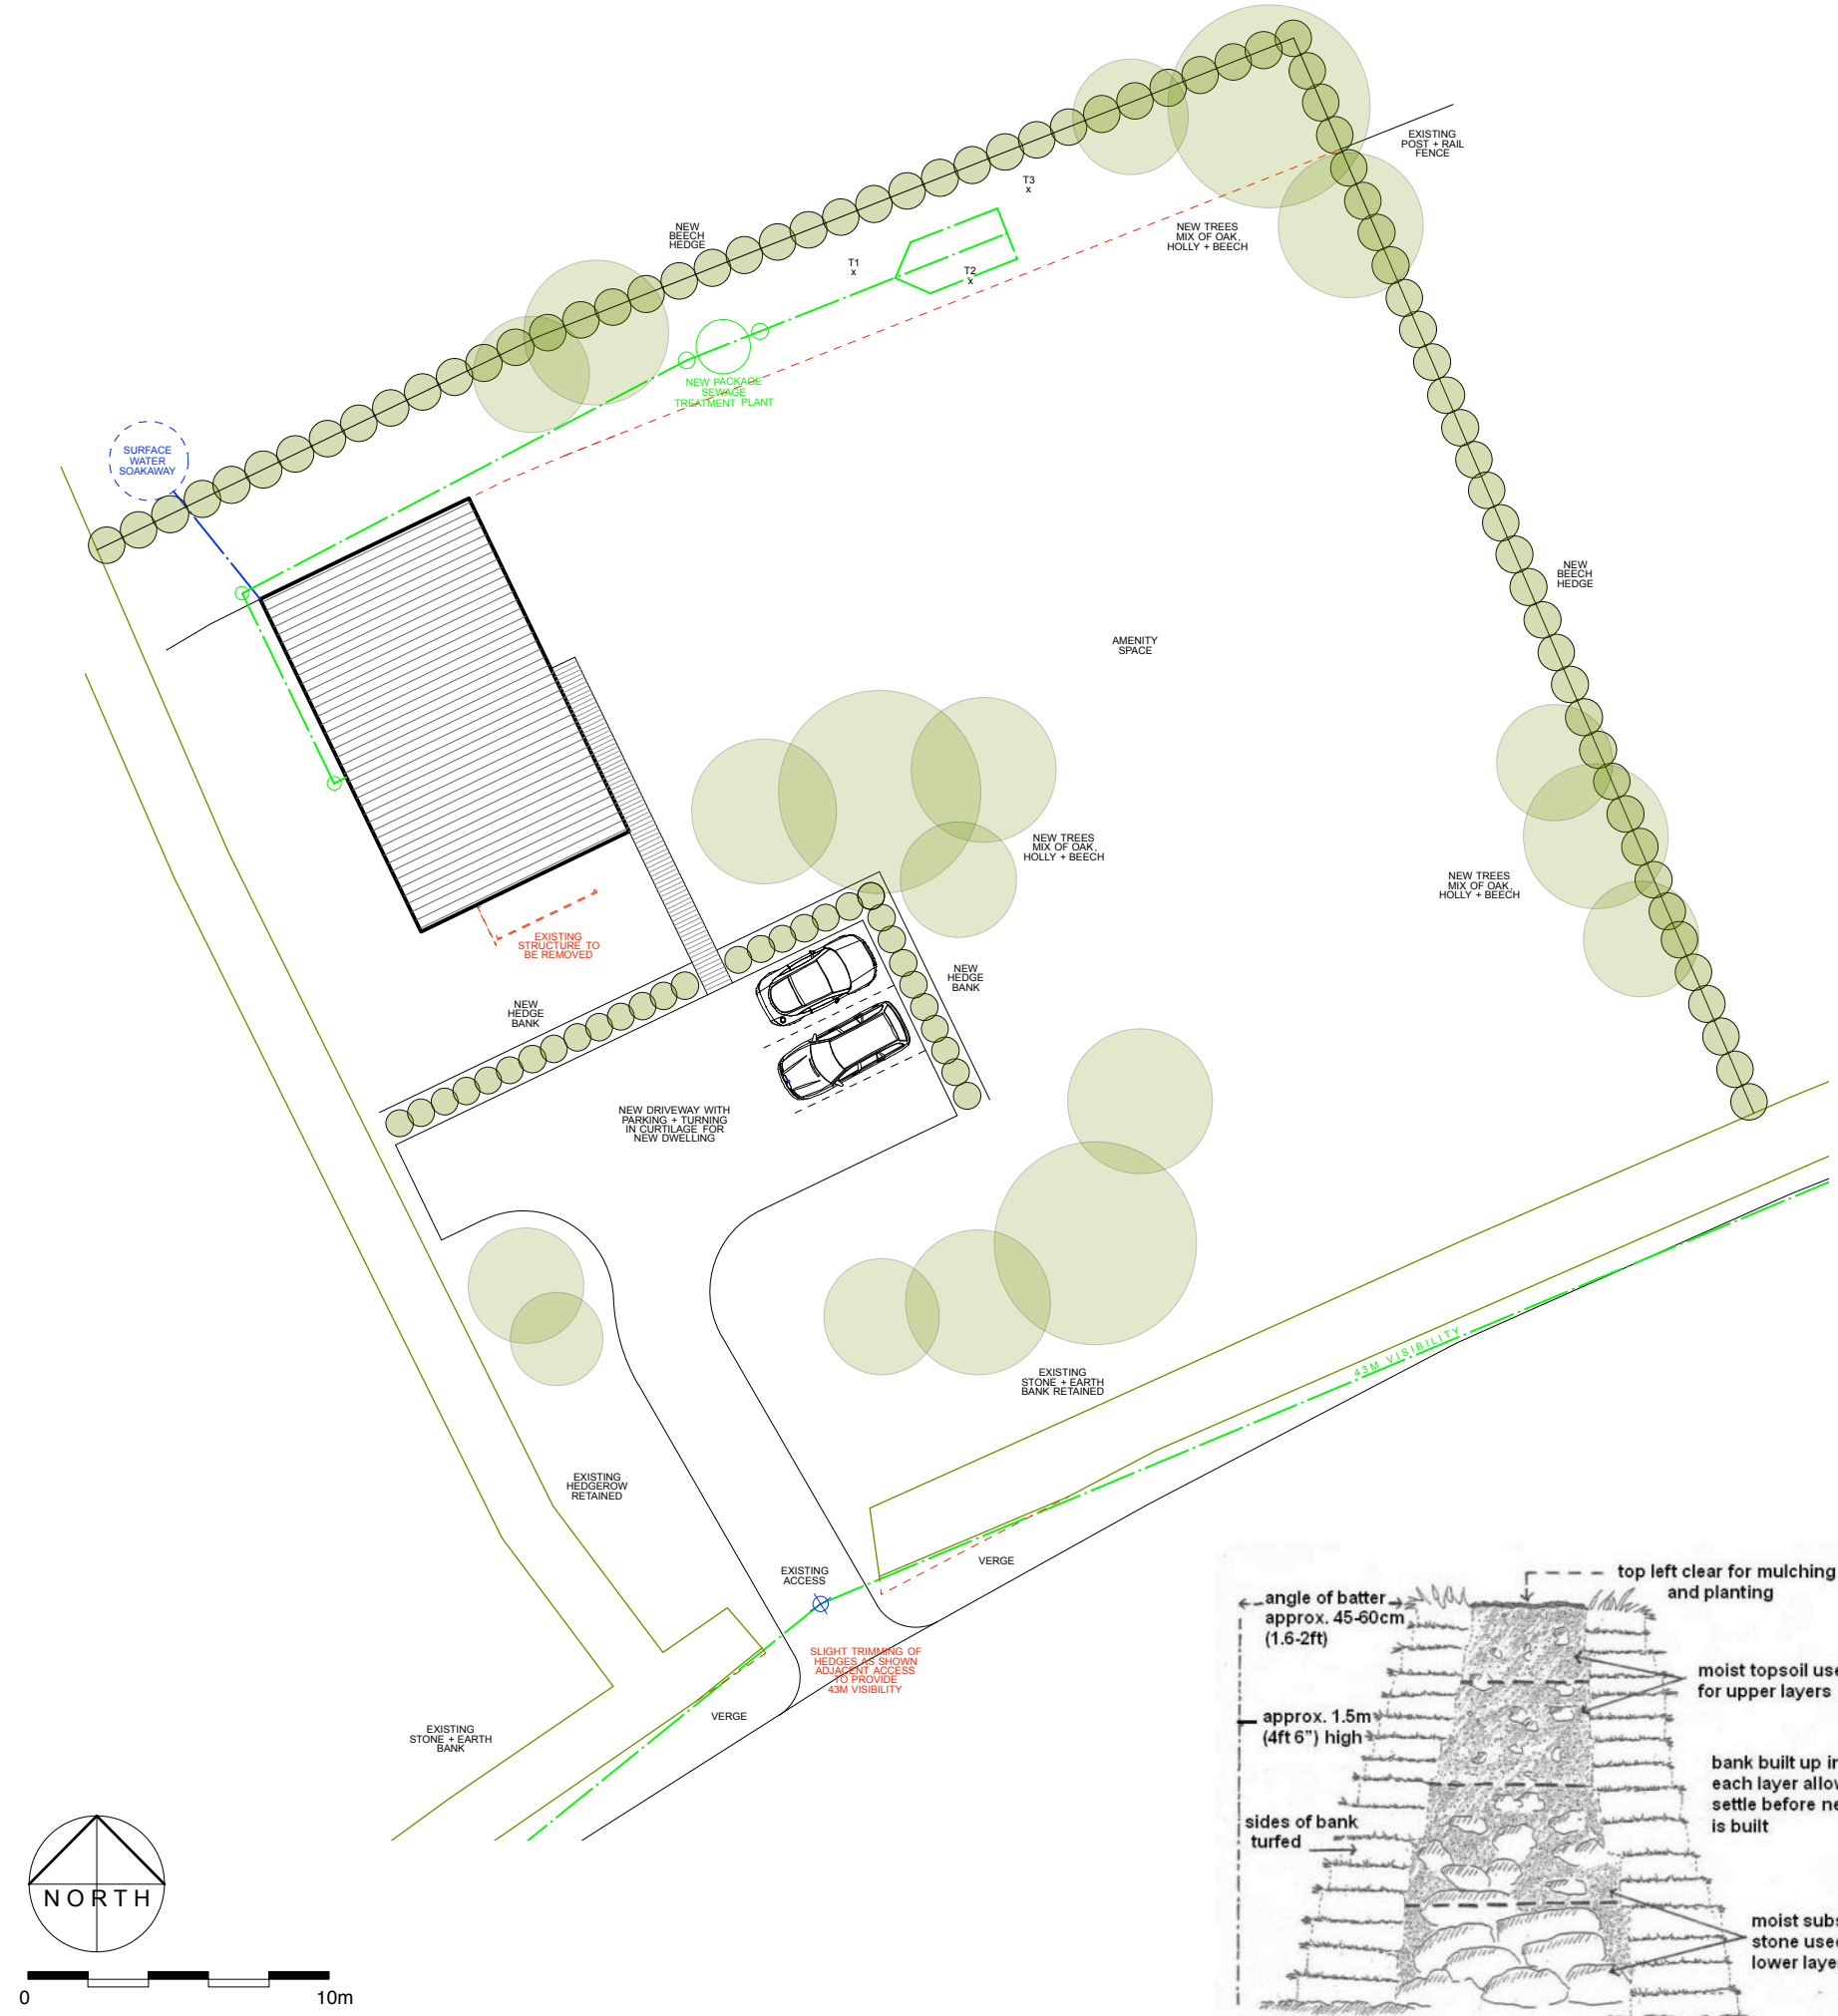 EXISTING
POST + RAIL
FENCE
T3
x
NEW
BEECH
HEDGE
NEW TREES
MIX OF OAK,
HOLLY + BEECH
T1
x
T2
x
NEW PACKAGE
SEWAGE
TREATMENT PLANT
SURFACE
WATER
SOAKAWAY
NEW
BEECH
HEDGE
AMENITY
SPACE
NEW TREES
MIX OF OAK,
HOLLY + BEECH
NEW TREES
MIX OF OAK,
HOLLY + BEECH
EXISTING
STRUCTURE TO
BE REMOVED
NEW
HEDGE
BANK
NEW
HEDGE
BANK
NEW DRIVEWAY WITH
PARKING + TURNING
IN CURTILAGE FOR
NEW DWELLING
43M VISIBILITY
EXISTING
STONE + EARTH
BANK RETAINED
EXISTING
HEDGEROW
RETAINED
EXISTING
ACCESS
VERGE
SLIGHT TRIMMING OF
HEDGES AS SHOWN
ADJACENT ACCESS
TO PROVIDE
43M VISIBILITY
VERGE
EXISTING
STONE + EARTH
BANK
top left clear for mulching
and planting
angle of batter
approx. 45-60cm
(1.6-2ft)
moist topsoil use
for upper layers
approx. 1.5m
(4ft 6") high
bank built up in
each layer allow
settle before ne
is built
sides of bank
turfed
moist subs
stone used
lower layer
NORTH
0 10m